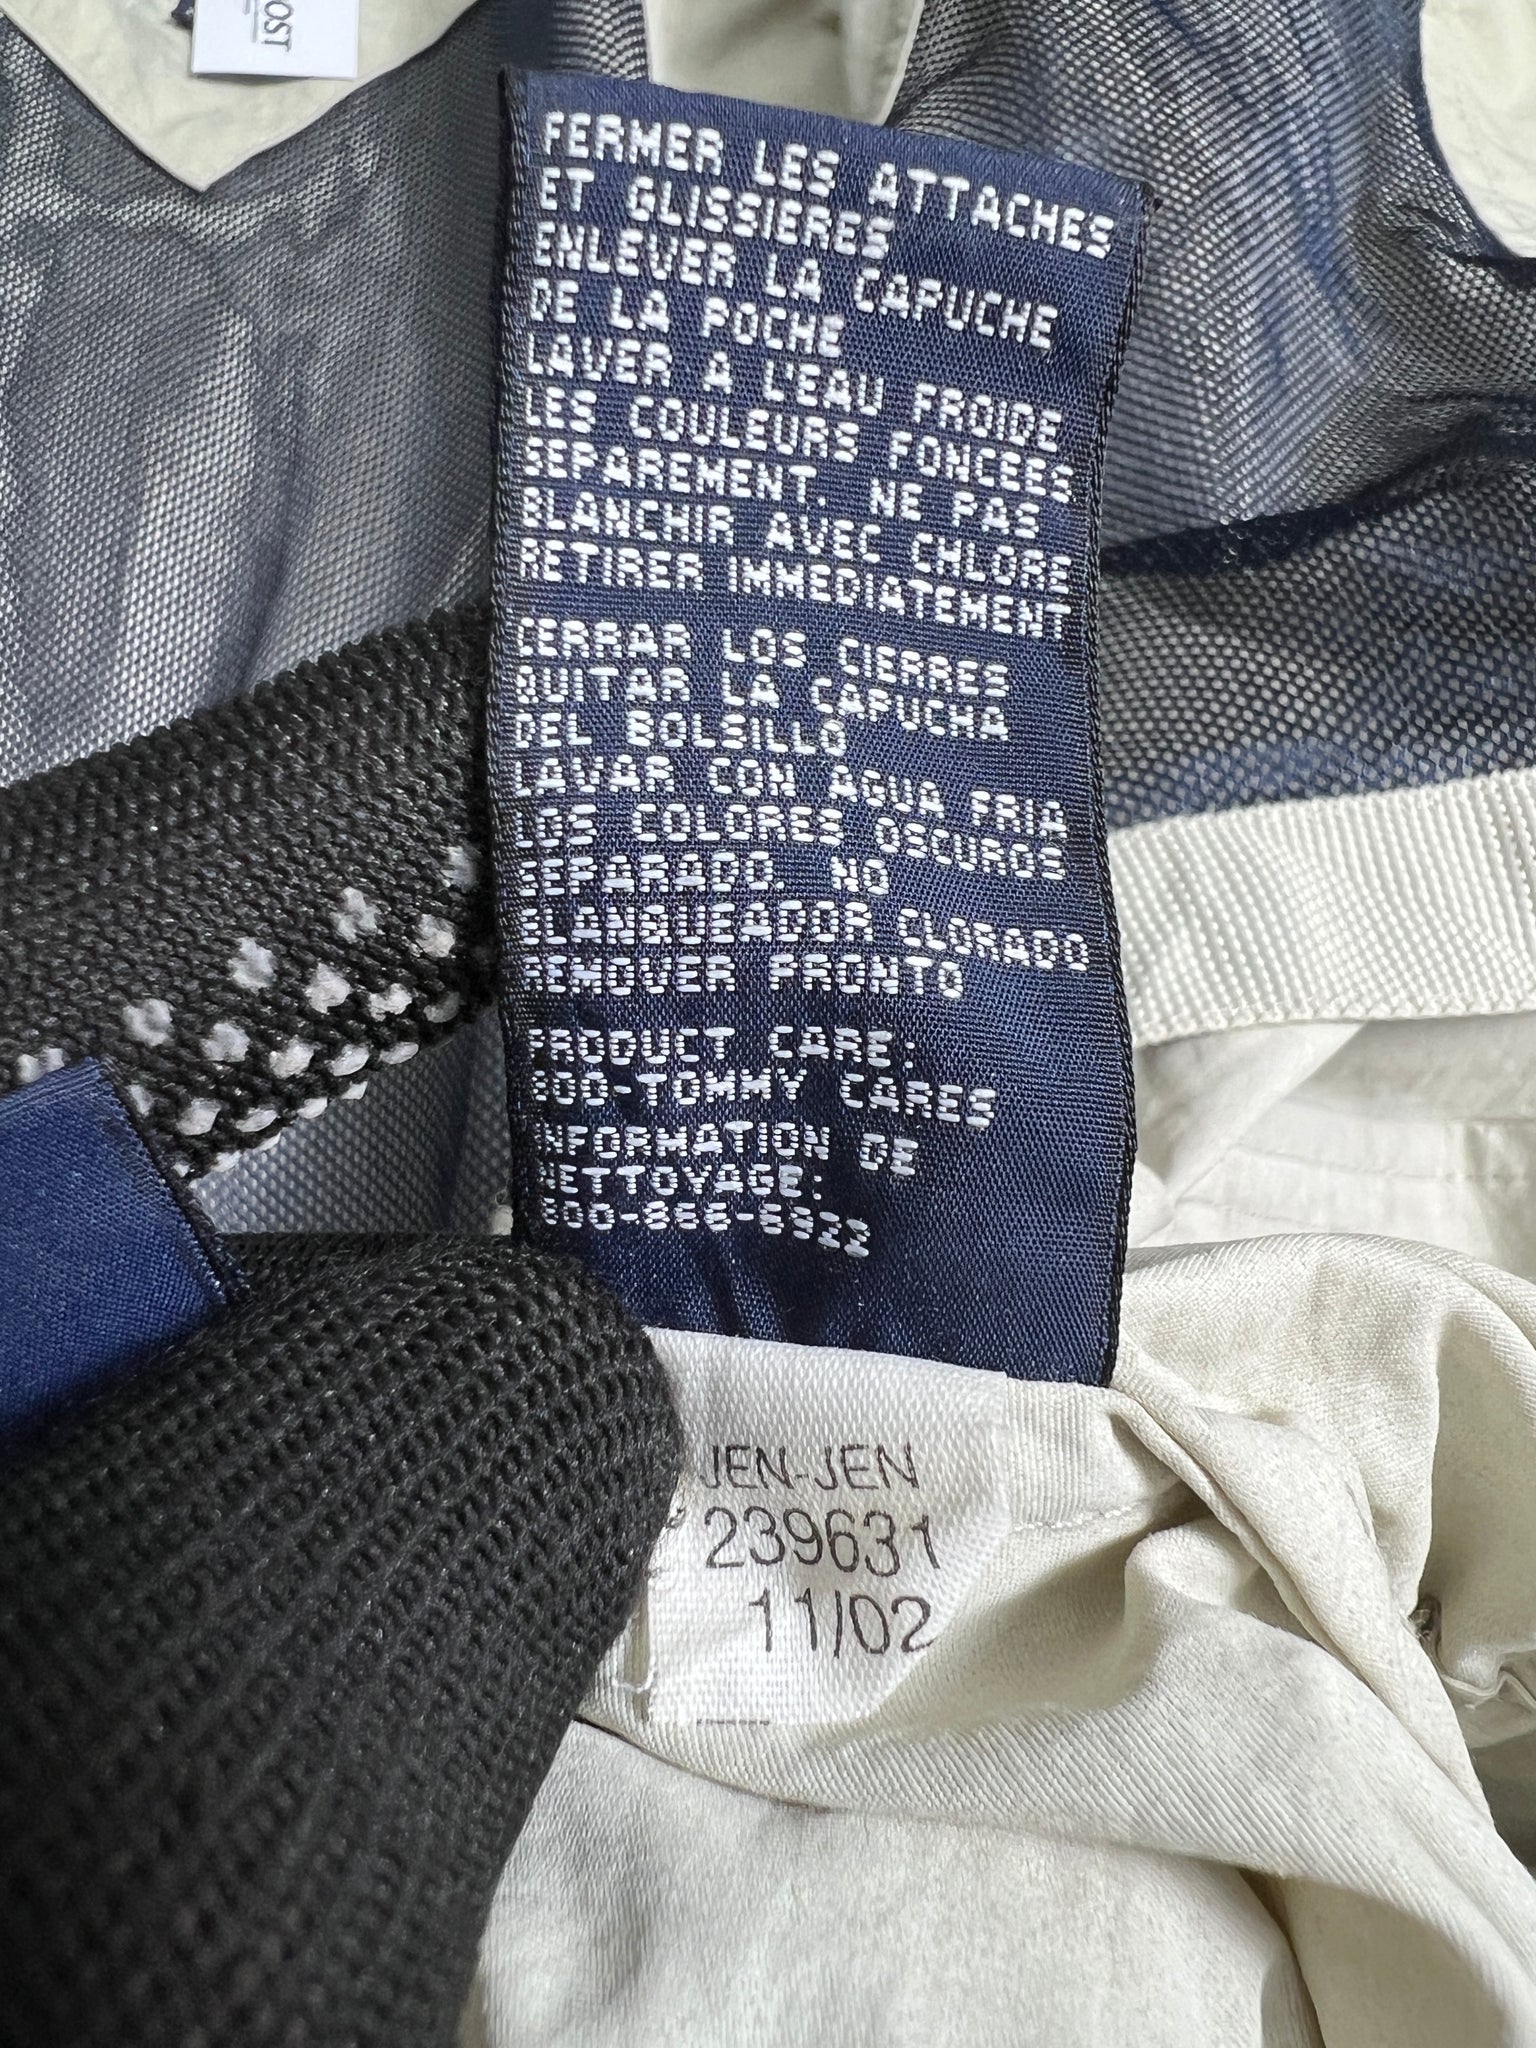 OST
FERMER LES ATTACHES
ET GLISSIERES
ENLEVER LA CAPUCHE
DE LA POCHE
LAVER A L'EAU FROIDE
LES COULEURS FONCEES
SEPAREMENT. NE PAS
BLANCHIR AVEC CHLORE
RETIRER IMMEDIATEMENT
CERRAR LOS CIERRES
QUITAR LA CAPUCHA
DEL BOLSILLO
LAVAR CON AGUA FRIA
LOS COLORES OSCUROS
SEPARADO. NO
BLANQUEADOR CLORADO
REMOVER PRONTO
PRODUCT CARE:
800-TOMMY CARES
INFORMATION DE
NETTOYAGE:
800-866-6922
JEN-JEN
239631
11/02